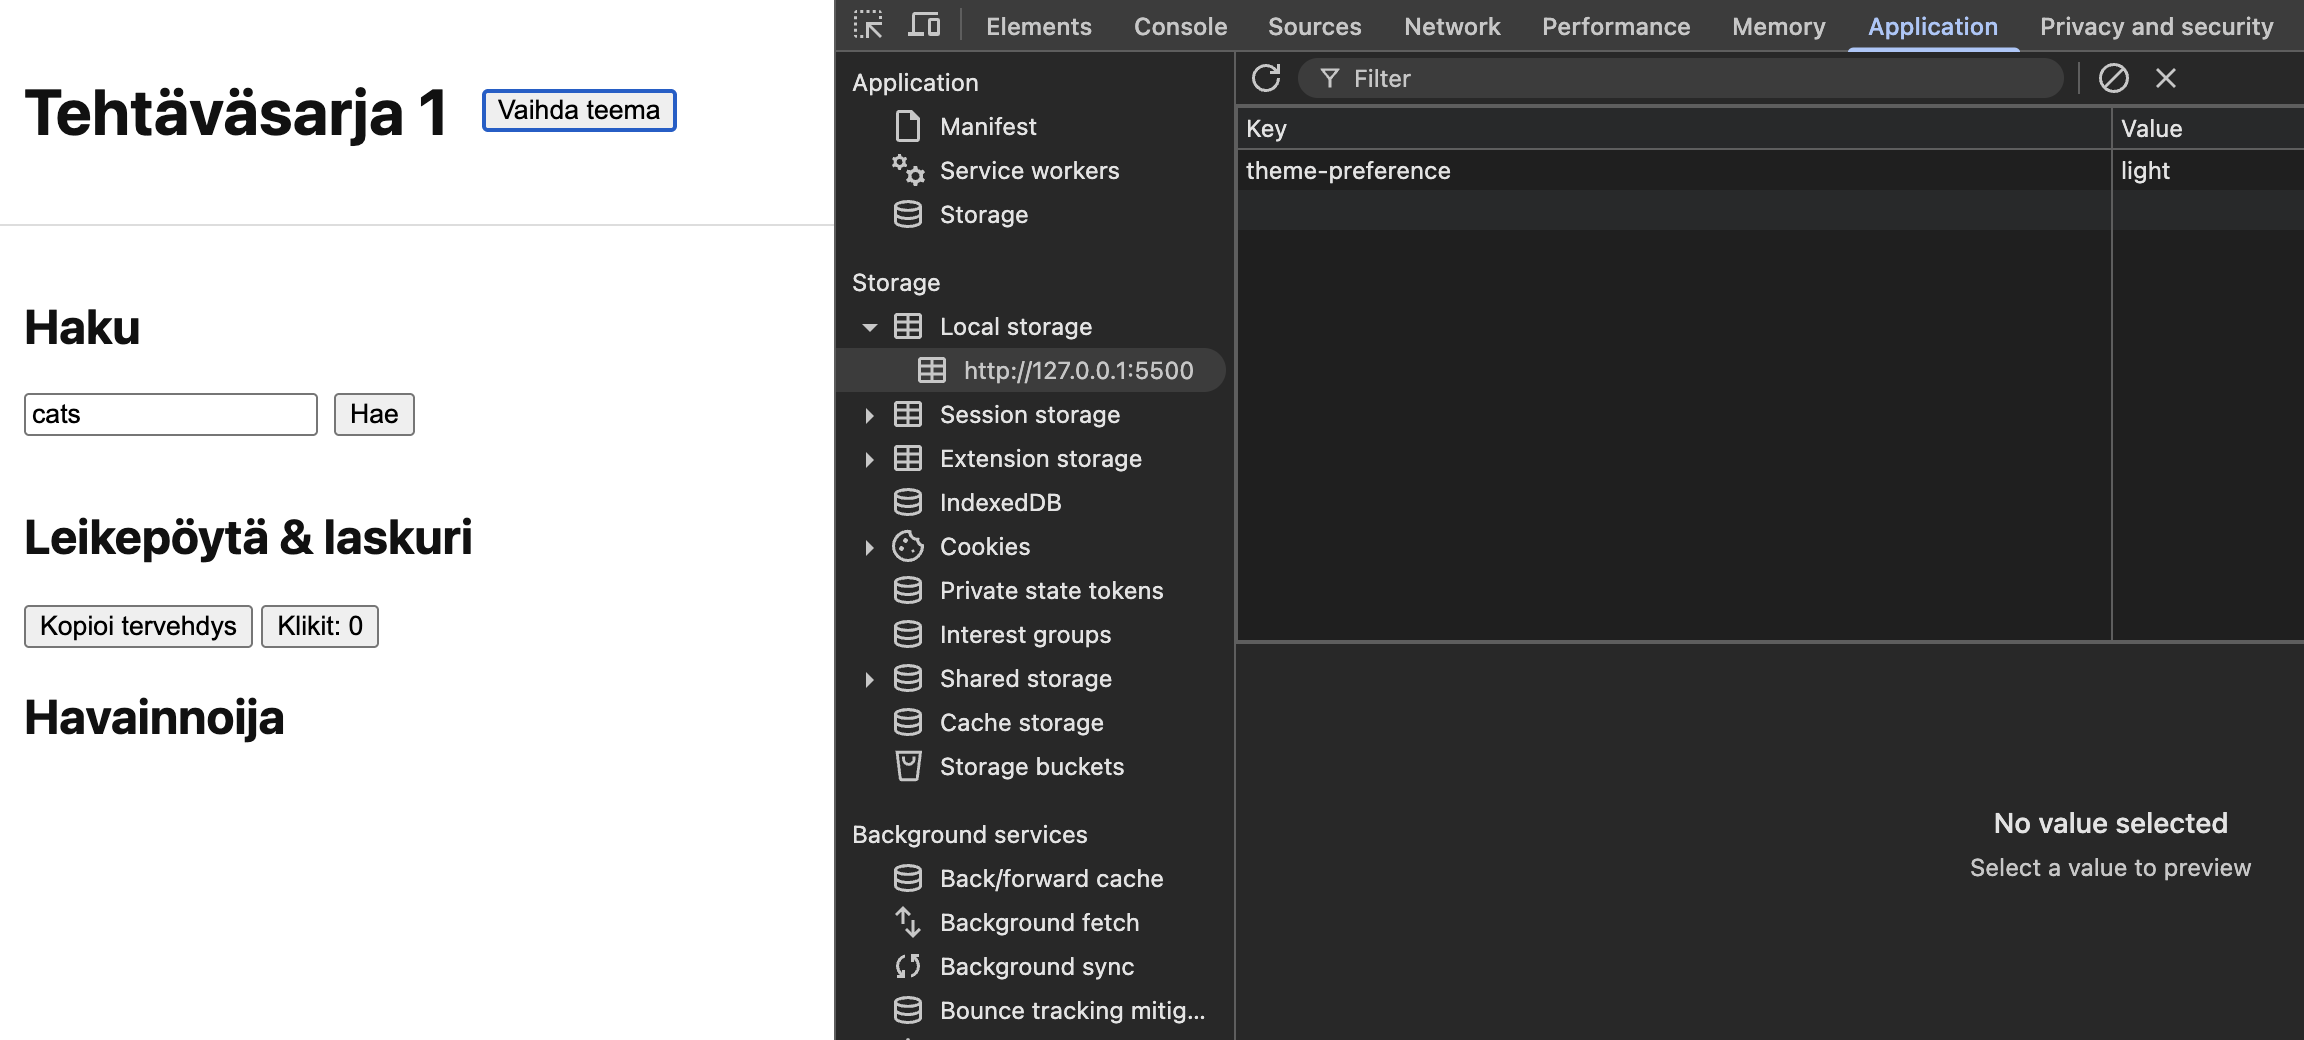 Tehtäväsarja 1
Vaihda teema
Haku
cats
Hae
Leikepöytä & laskuri
Kopioi tervehdys
Klikit: 0
Havainnoija
Elements
Console
Sources
Network
Performance
Memory
Application
Privacy and security
Application
Manifest
Service workers
Storage
Storage
Local storage
http://127.0.0.1:5500
Session storage
Extension storage
IndexedDB
Cookies
Private state tokens
Interest groups
Shared storage
Cache storage
Storage buckets
Background services
Back/forward cache
Background fetch
Background sync
Bounce tracking mitig...
Filter
Key
Value
theme-preference
light
No value selected
Select a value to preview